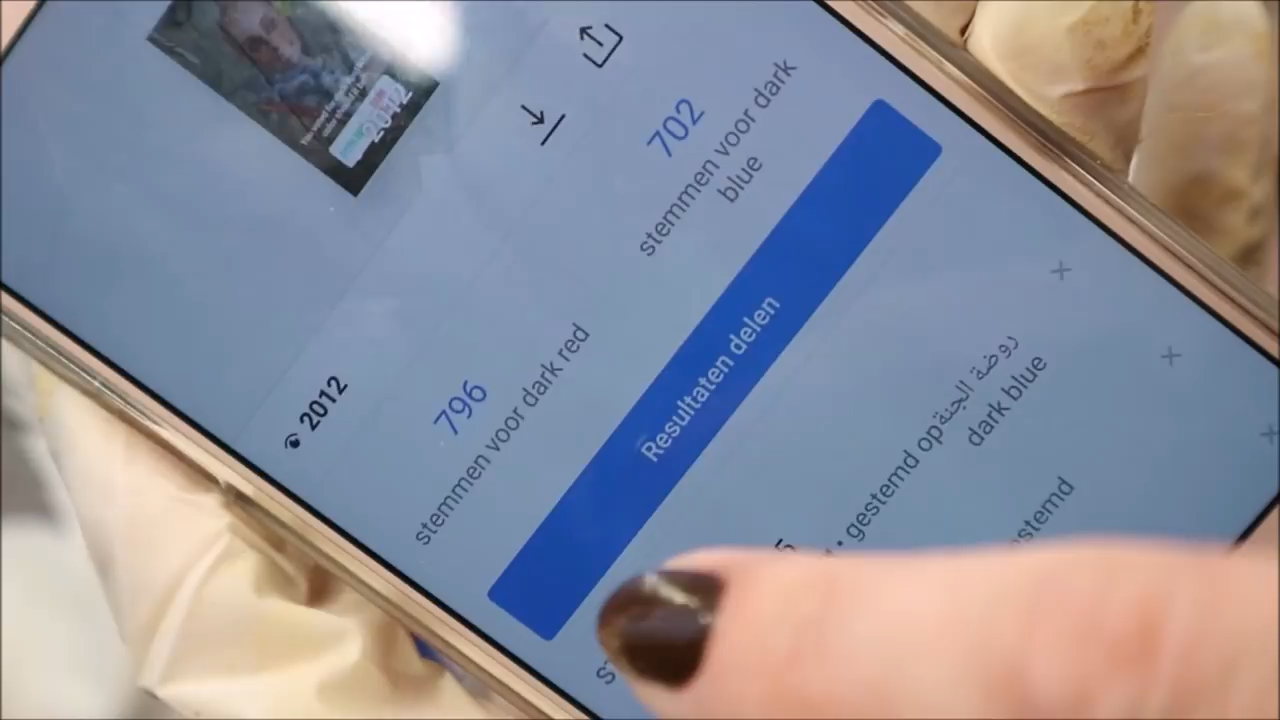 2012
2012
796
stemmen voor dark red
702
stemmen voor dark
blue
Resultaten delen
روضة الجنة
• gestemd op
dark blue